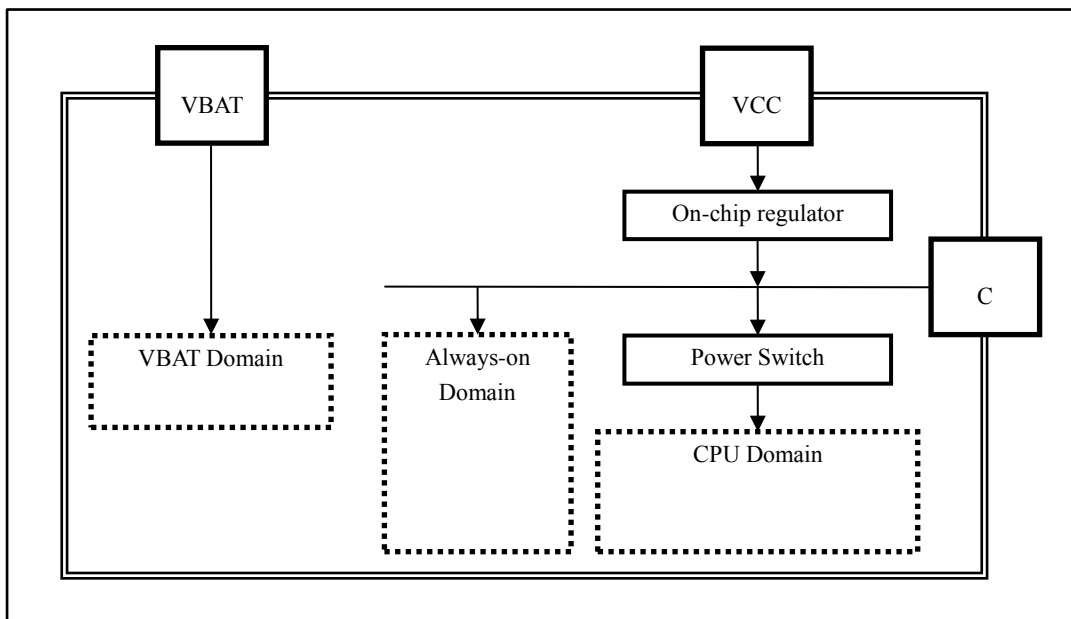 VBAT
VCC
On-chip regulator
C
VBAT Domain
Always-on
Domain
Power Switch
CPU Domain